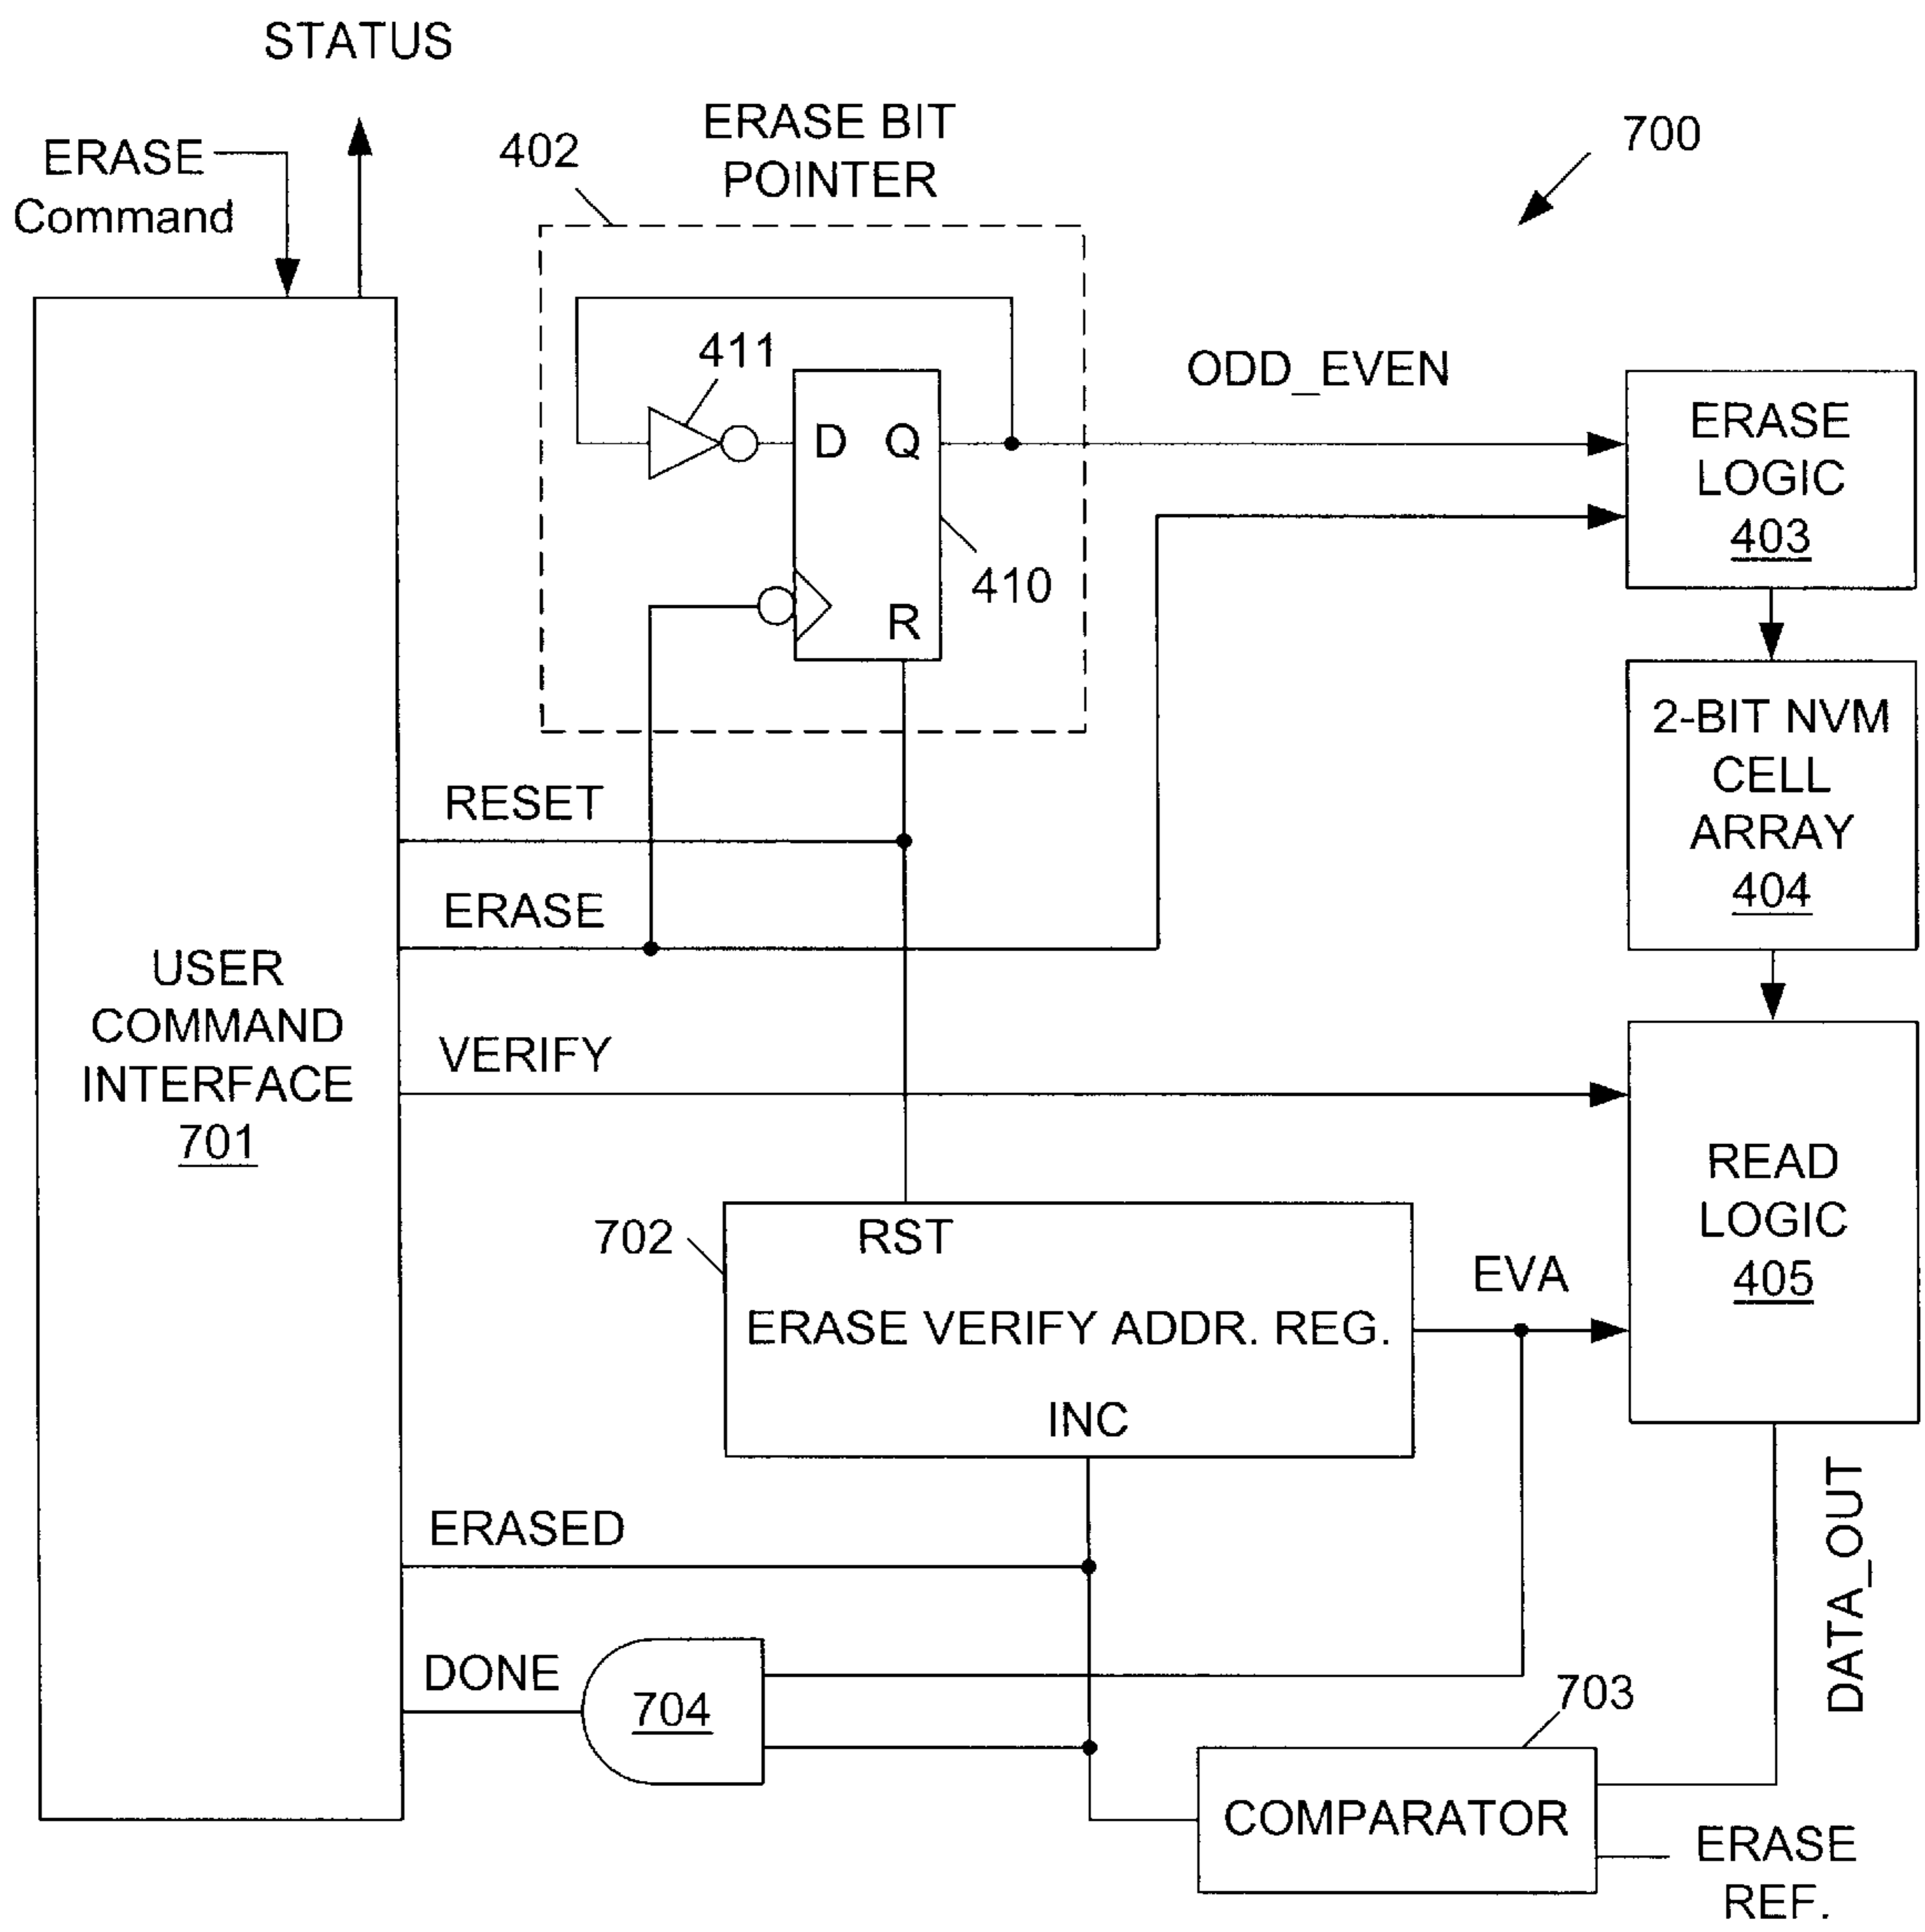 STATUS
ERASE
Command
402
ERASE BIT
POINTER
700
411
ODD_EVEN
D Q
R
410
ERASE
LOGIC
403
2-BIT NVM
CELL
ARRAY
404
RESET
ERASE
USER
COMMAND
INTERFACE
701
VERIFY
READ
LOGIC
405
702
RST
ERASE VERIFY ADDR. REG.
INC
EVA
ERASED
DATA_OUT
DONE
704
703
COMPARATOR
ERASE
REF.